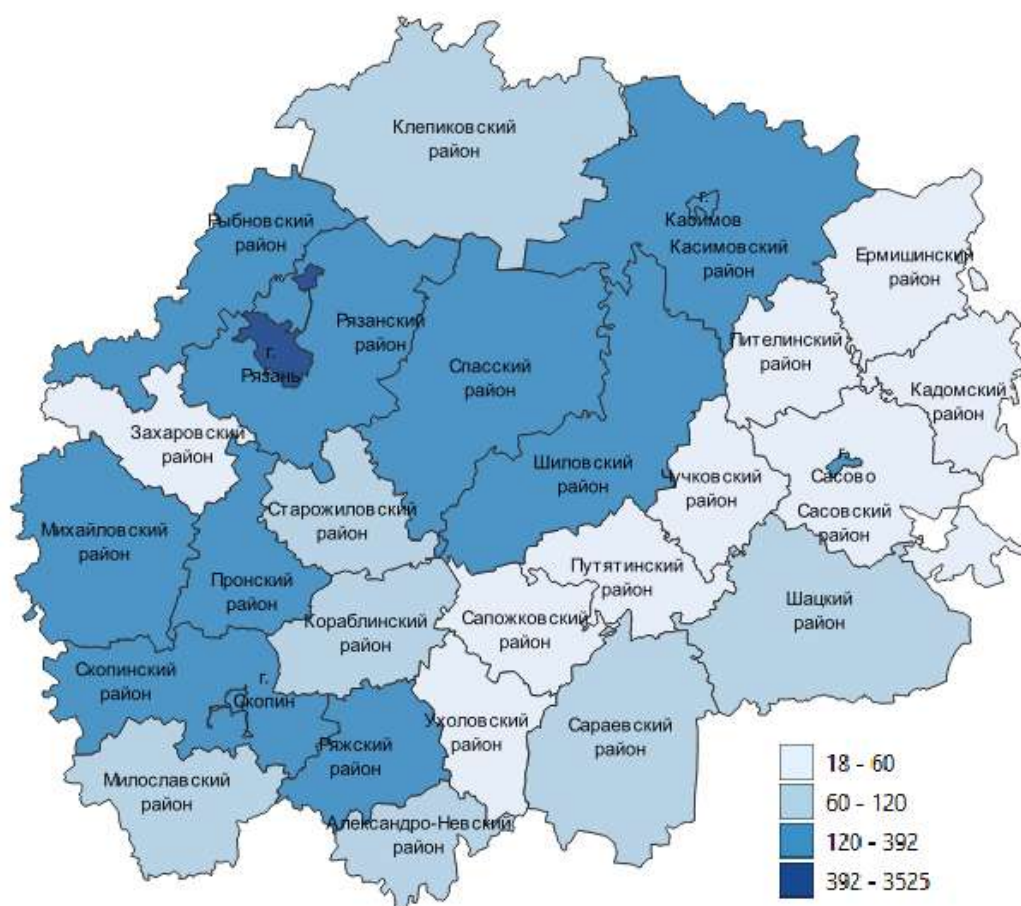 Клепиковский
район
Рыбновский
район
г.
Касимов
Касимовский
район
Ермишинский
район
Рязанский
район
г.
Рязань
Спасский
район
Пителинский
район
Кадомский
район
Захаровский
район
Шиловский
район
Чучковский
район
г.
Сасово
Сасовский
район
Старожиловский
район
Михайловский
район
Пронский
район
Путятинский
район
Шацкий
район
Кораблинский
район
Сапожковский
район
Скопинский
район
г.
Скопин
Ухоловский
район
Сараевский
район
Ряжский
район
Милославский
район
Александро-Невский
район
18 - 60
60 - 120
120 - 392
392 - 3525